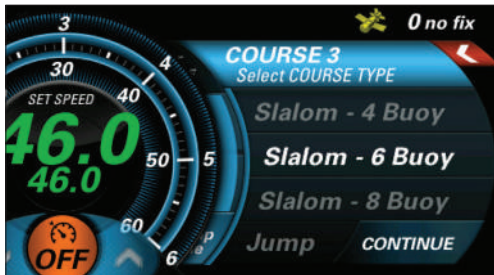 0 no fix
COURSE 3
Select COURSE TYPE
Slalom - 4 Buoy
Slalom - 6 Buoy
Slalom - 8 Buoy
Jump
CONTINUE
3
4
30
SET SPEED
40
46.0
46.0
50
5
60
6
OFF